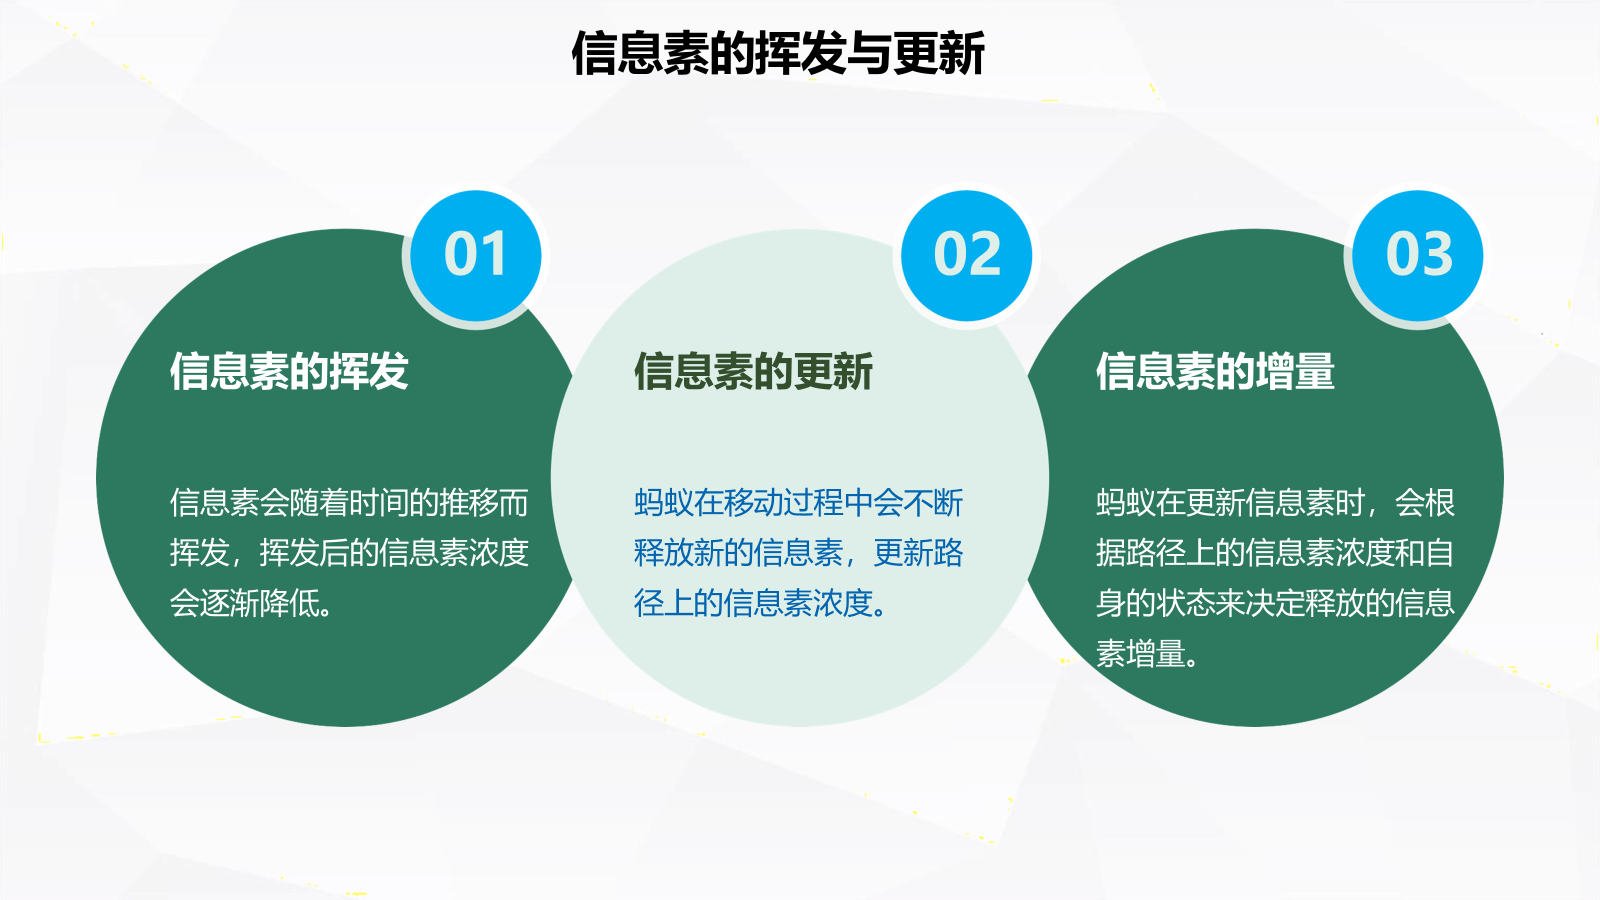 信息素的挥发与更新
01
信息素的挥发
信息素会随着时间的推移而
挥发，挥发后的信息素浓度
会逐渐降低。
02
信息素的更新
蚂蚁在移动过程中会不断
释放新的信息素，更新路
径上的信息素浓度。
03
信息素的增量
蚂蚁在更新信息素时，会根
据路径上的信息素浓度和自
身的状态来决定释放的信息
素增量。